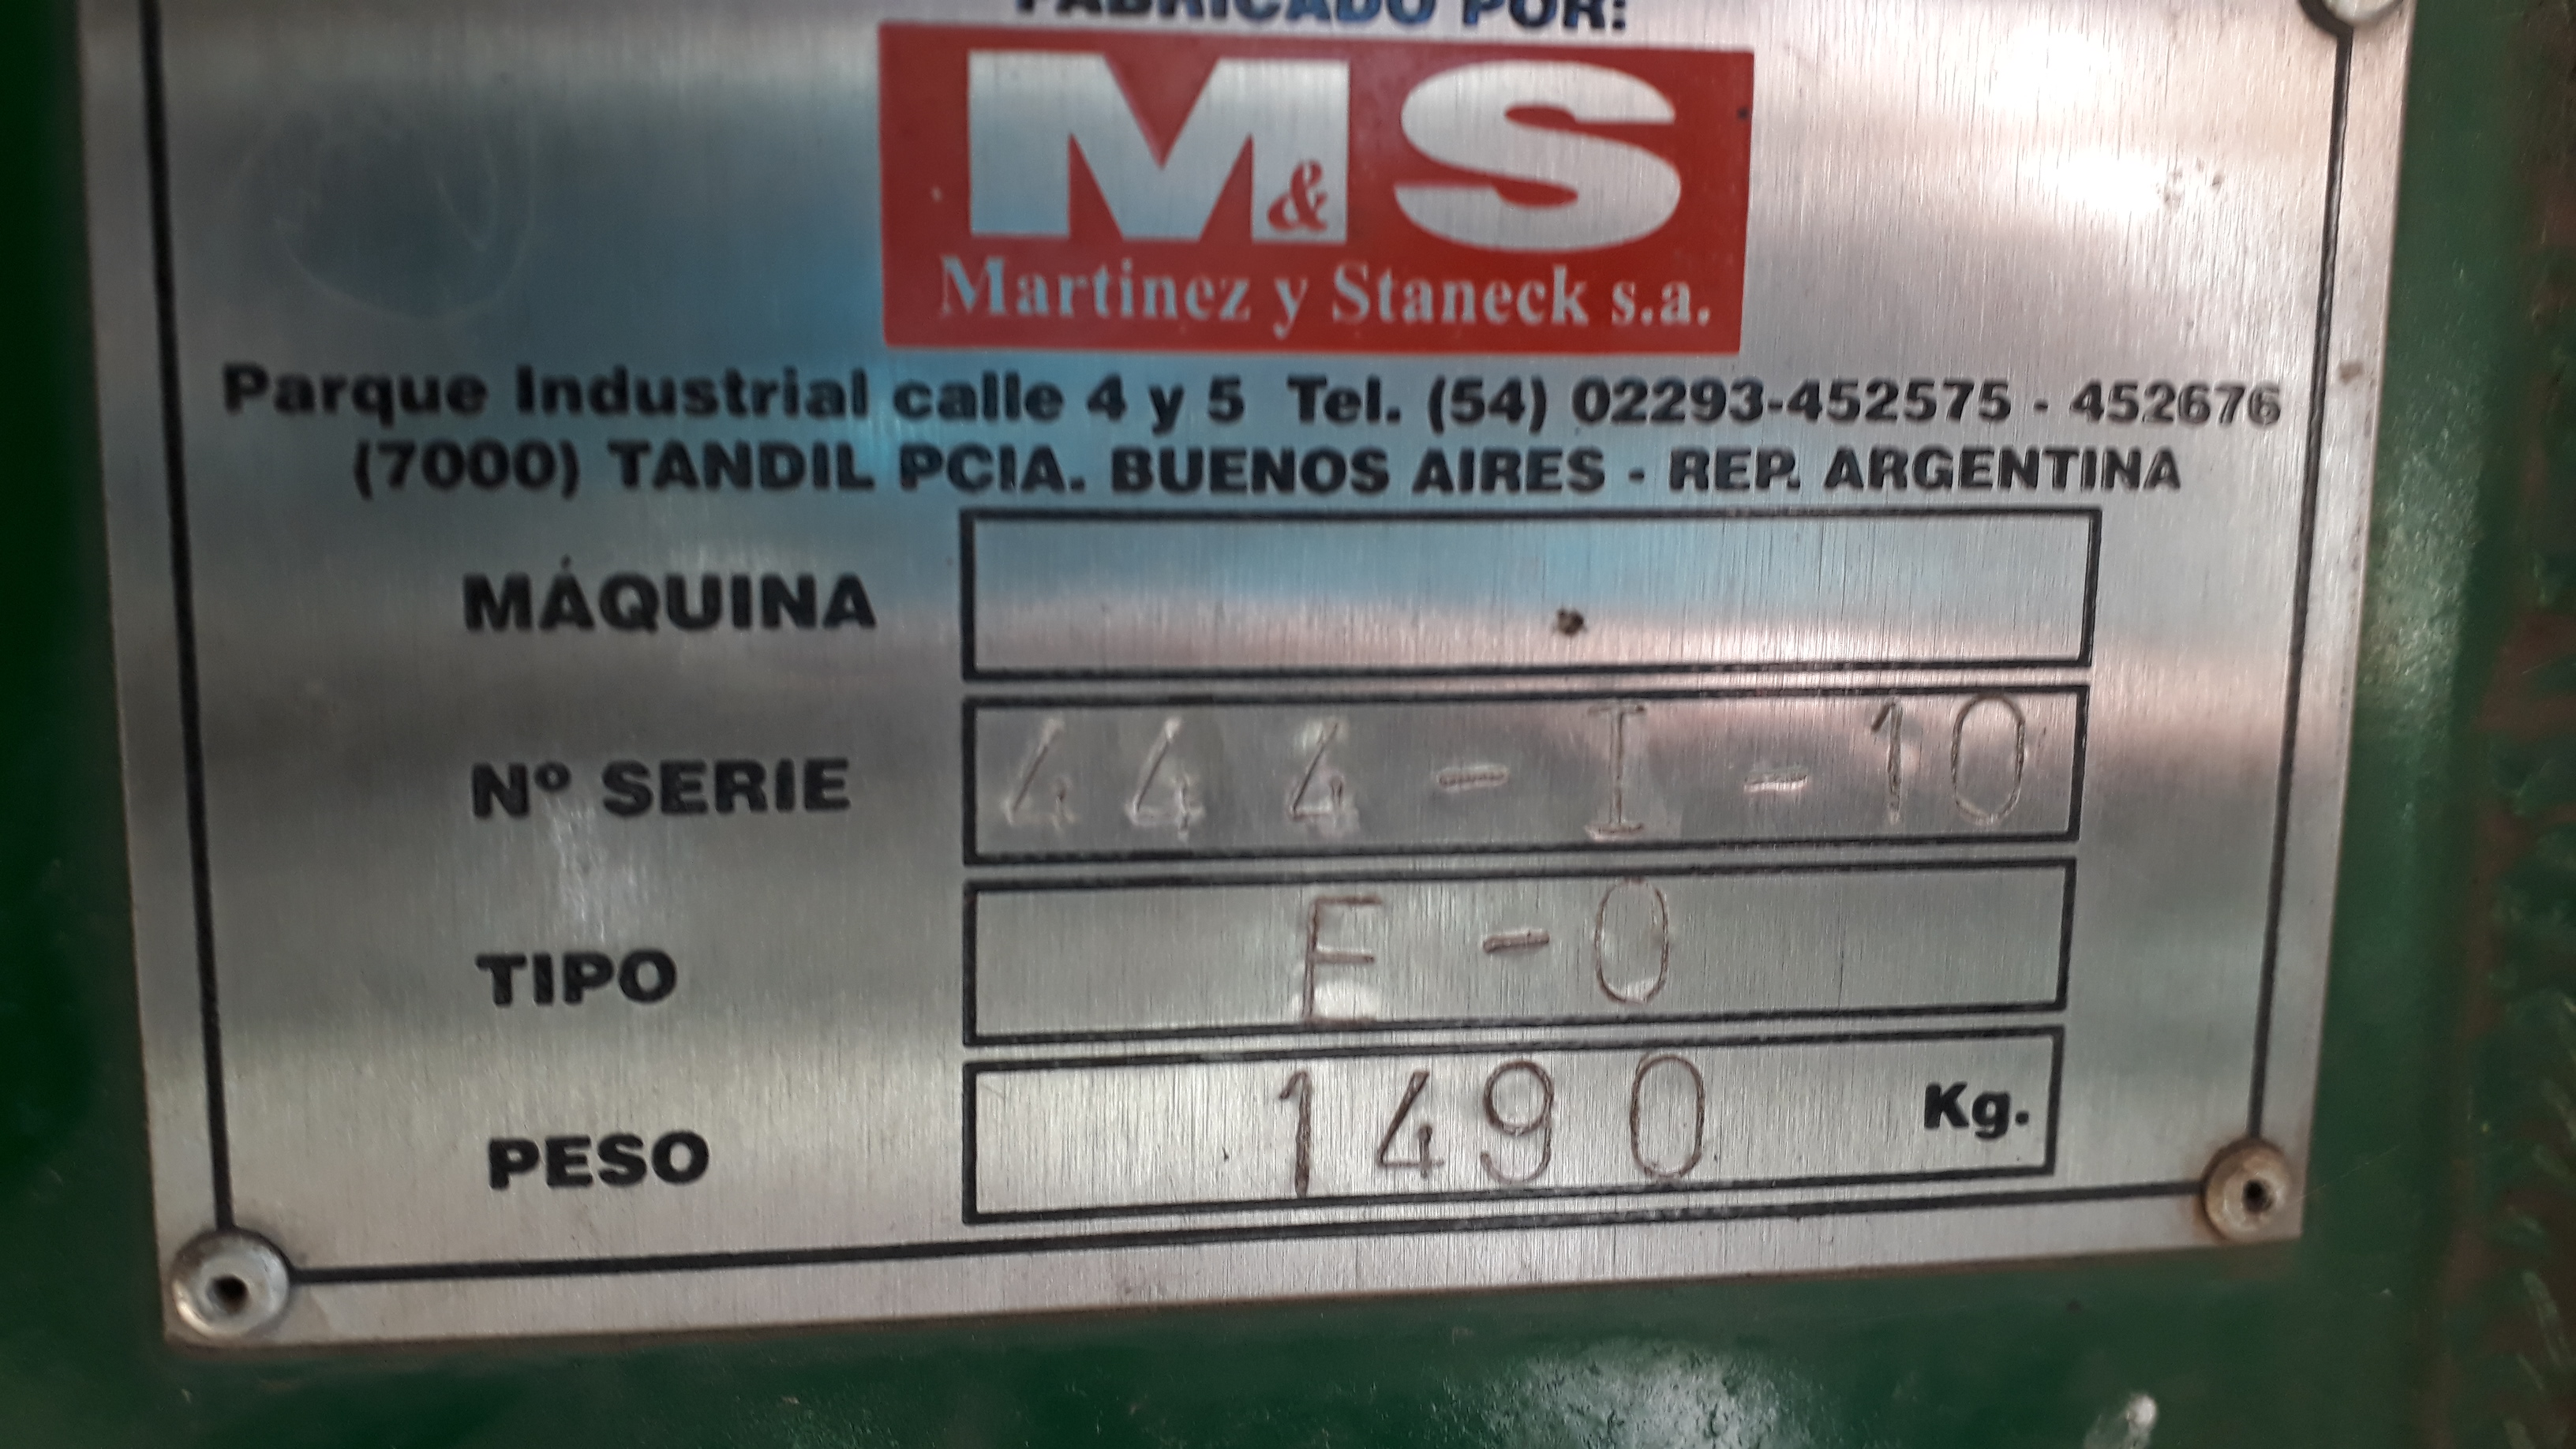 FABRICADO POR:
M&S
Martinez y Staneck s.a.
Parque Industrial calle 4 y 5 Tel. (54) 02293-452575 - 452676
(7000) TANDIL PCIA. BUENOS AIRES - REP. ARGENTINA
MÁQUINA
Nº SERIE 444-I-10
TIPO E-0
PESO 1490 Kg.